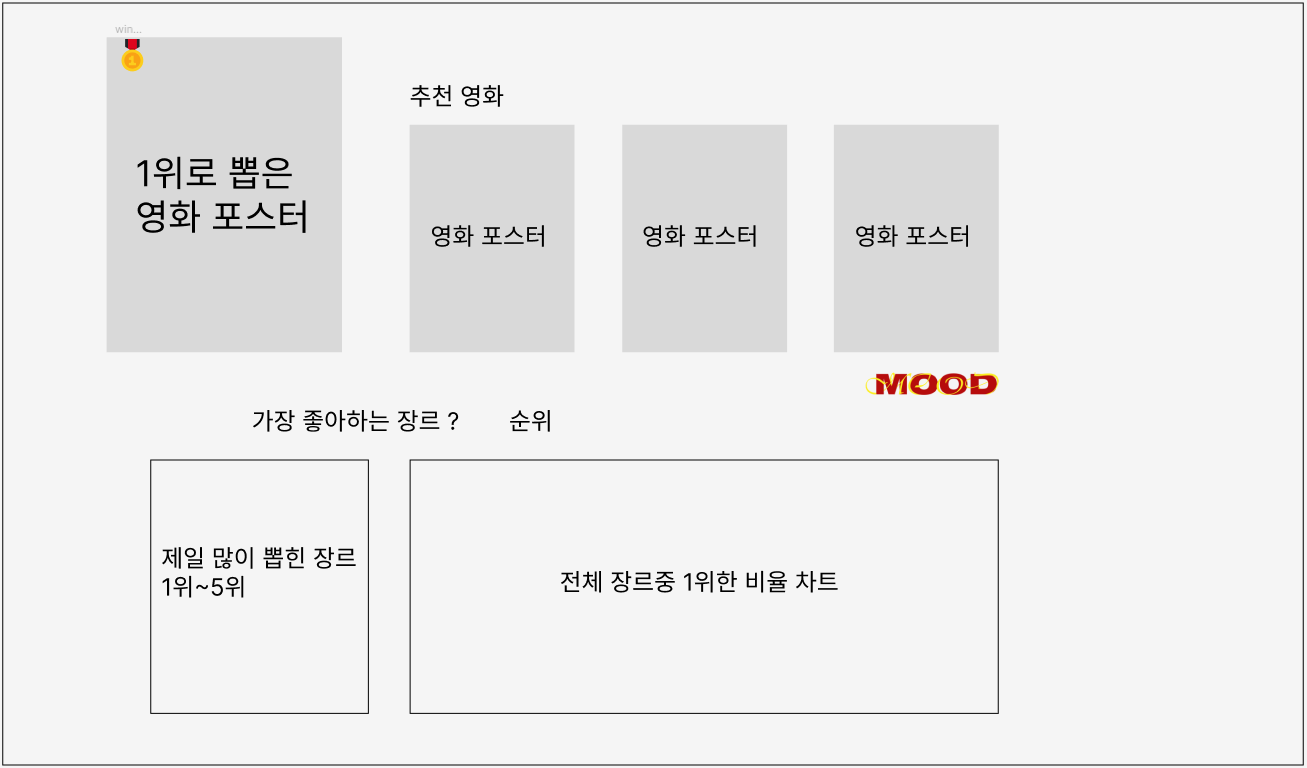 win...
1
1위로 뽑은
영화 포스터
추천 영화
영화 포스터
영화 포스터
영화 포스터
MOOD
가장 좋아하는 장르 ?
순위
제일 많이 뽑힌 장르
1위~5위
전체 장르중 1위한 비율 차트